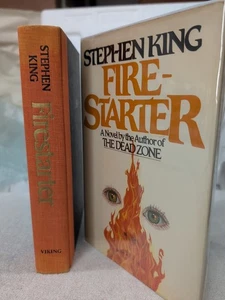 STEPHEN
KING
Firestarter
VIKING
STEPHEN KING
FIRE-
STARTER
A Novel by the Author of
THE DEAD ZONE